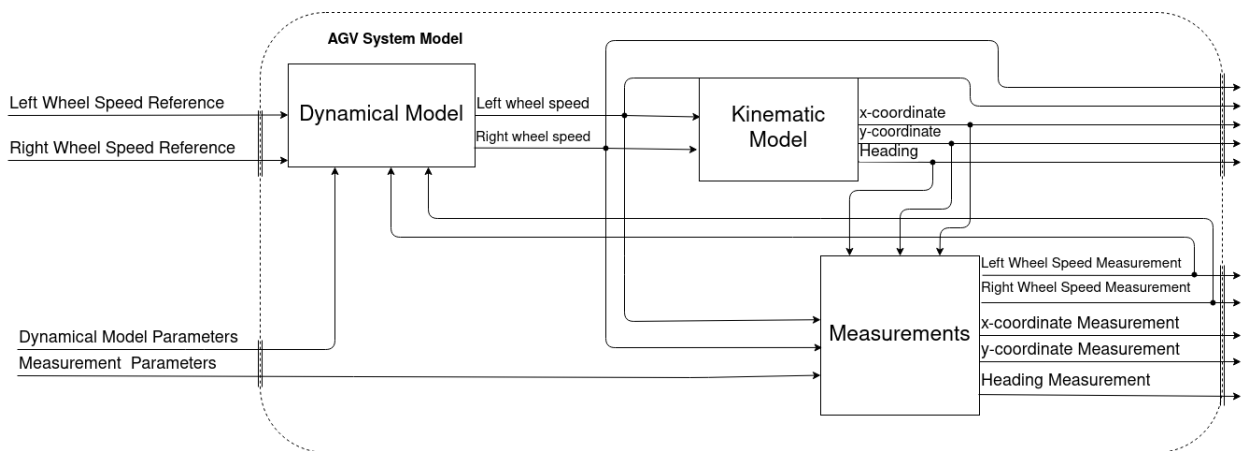 AGV System Model
Left Wheel Speed Reference
Right Wheel Speed Reference
Dynamical Model
Left wheel speed
Right wheel speed
Kinematic
Model
x-coordinate
y-coordinate
Heading
Dynamical Model Parameters
Measurement Parameters
Measurements
Left Wheel Speed Measurement
Right Wheel Speed Measurement
x-coordinate Measurement
y-coordinate Measurement
Heading Measurement